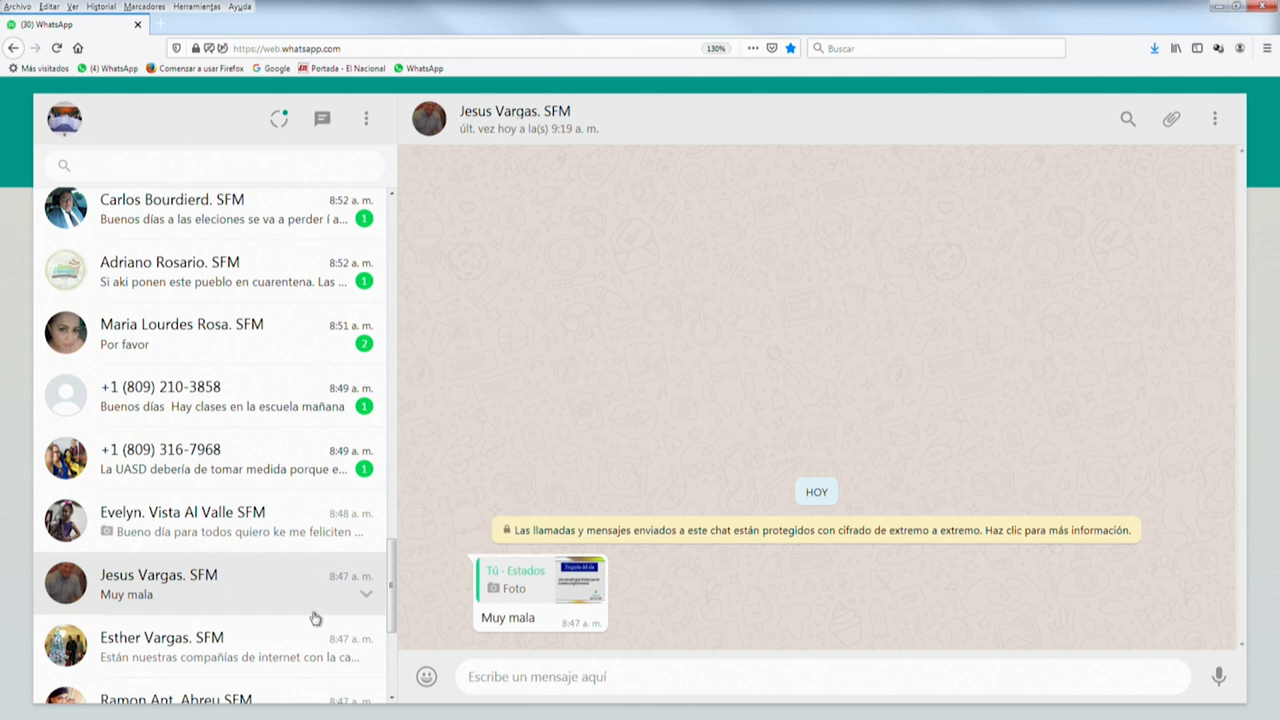 Archivo Editar Ver Historial Marcadores Herramientas Ayuda
(30) WhatsApp
https://web.whatsapp.com
130%
Buscar
Más visitados (4) WhatsApp Comenzar a usar Firefox Google Portada - El Nacional WhatsApp
Jesus Vargas. SFM
últ. vez hoy a la(s) 9:19 a. m.
Carlos Bourdierd. SFM 8:52 a. m.
Buenos días a las eleciones se va a perder í a... 1
Adriano Rosario. SFM 8:52 a. m.
Si aki ponen este pueblo en cuarentena. Las ... 1
Maria Lourdes Rosa. SFM 8:51 a. m.
Por favor 2
+1 (809) 210-3858 8:49 a. m.
Buenos días Hay clases en la escuela mañana 1
+1 (809) 316-7968 8:49 a. m.
La UASD debería de tomar medida porque e... 1
Evelyn. Vista Al Valle SFM 8:48 a. m.
Bueno día para todos quiero ke me feliciten ...
Jesus Vargas. SFM 8:47 a. m.
Muy mala
Esther Vargas. SFM 8:47 a. m.
Están nuestras compañías de internet con la ca...
Ramon Ant. Abreu SFM 8:47 a. m.
HOY
Las llamadas y mensajes enviados a este chat están protegidos con cifrado de extremo a extremo. Haz clic para más información.
Tú · Estados
Foto
Pregunta del día
Muy mala 8:47 a. m.
Escribe un mensaje aquí